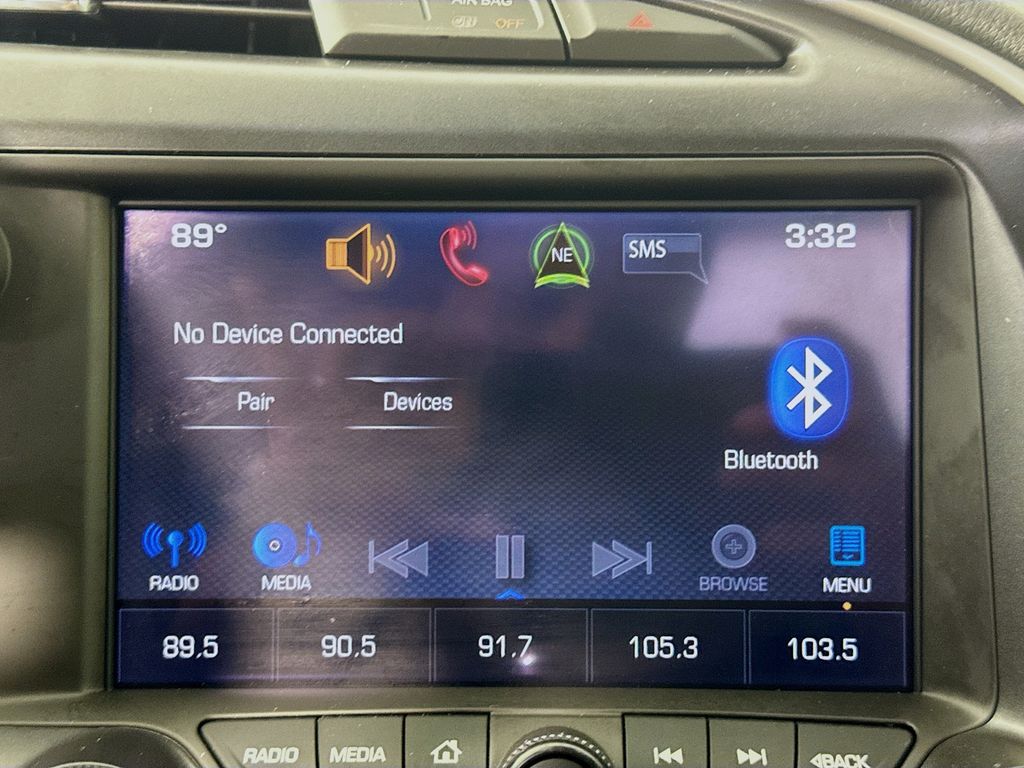 AIR BAG
ON OFF
89°
NE
SMS
3:32
No Device Connected
Pair Devices
Bluetooth
RADIO MEDIA BROWSE MENU
89.5 90.5 91.7 105.3 103.5
RADIO MEDIA BACK